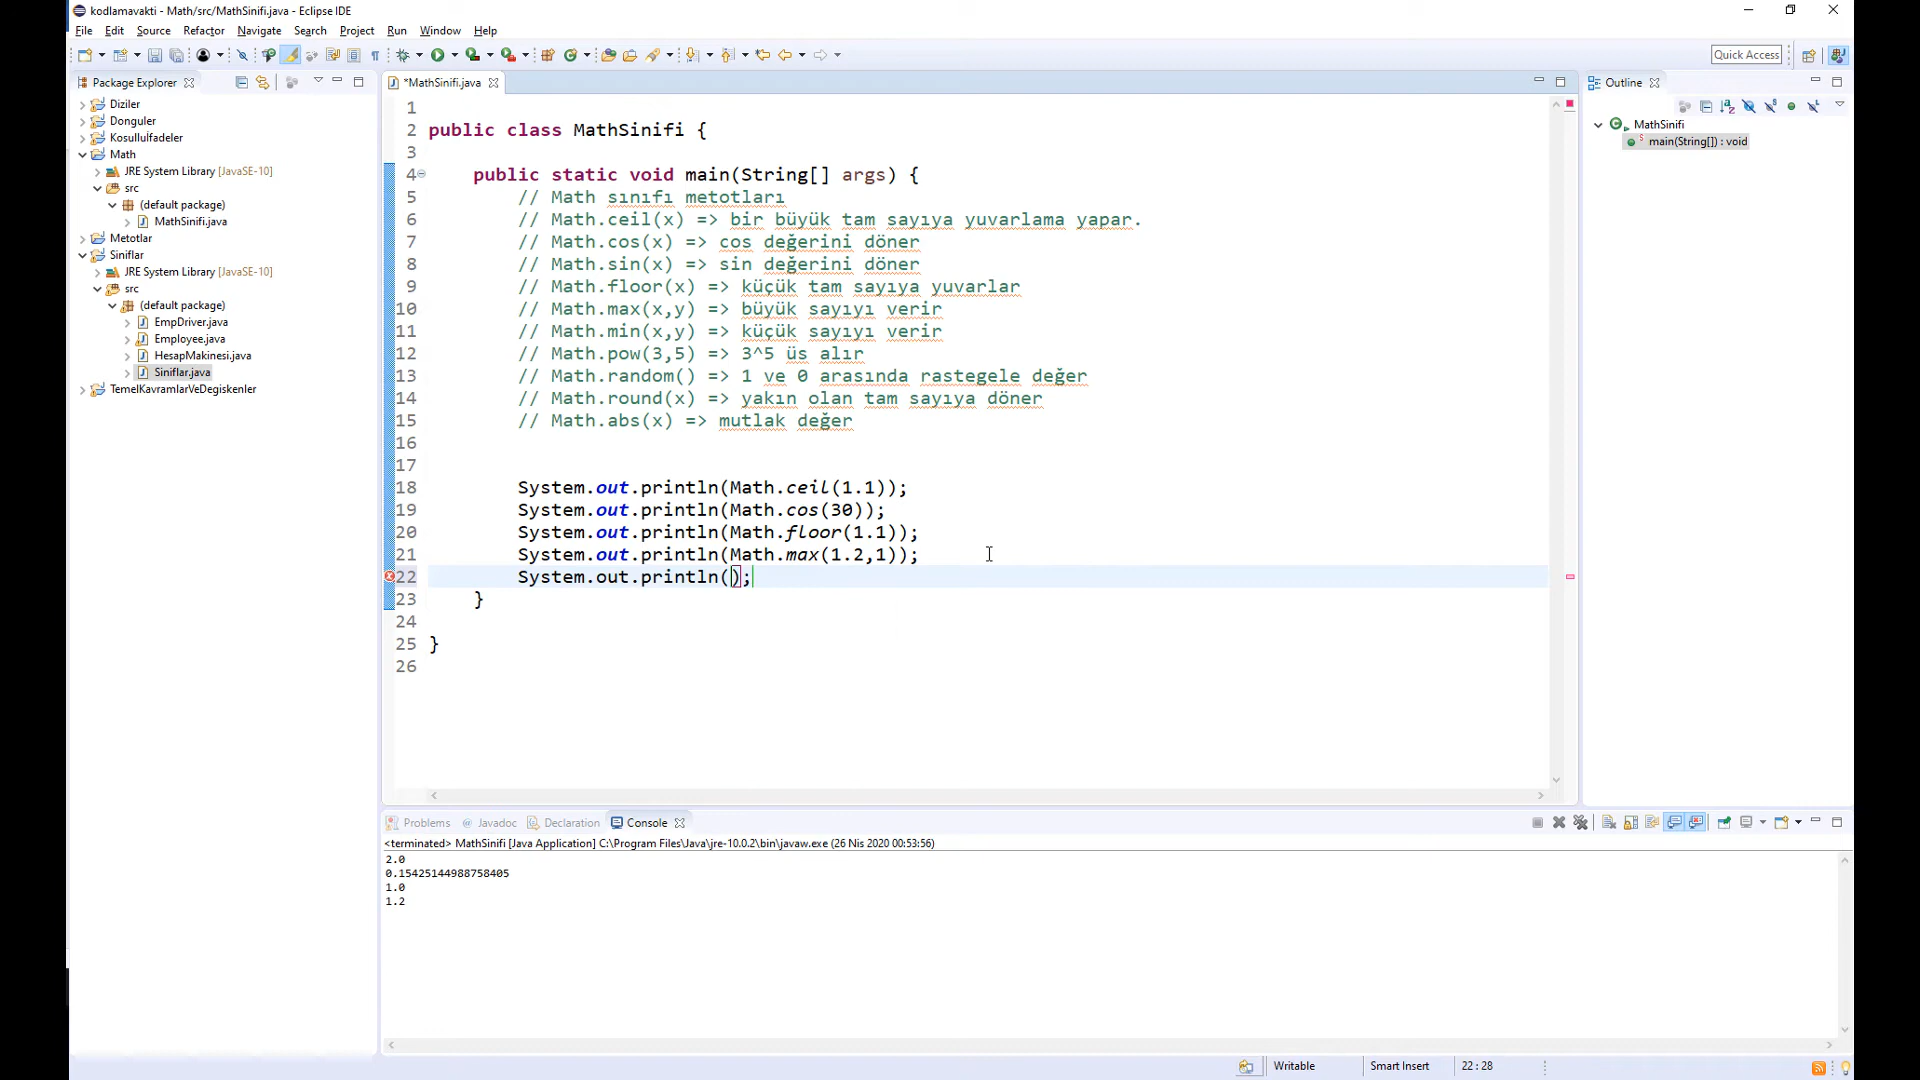 kodlamavakti - Math/src/MathSinifi.java - Eclipse IDE
File Edit Source Refactor Navigate Search Project Run Window Help
Quick Access
Package Explorer
*MathSinifi.java
Outline
Diziler
Donguler
KosulIfadeler
Math
JRE System Library [JavaSE-10]
src
(default package)
MathSinifi.java
Metotlar
Siniflar
JRE System Library [JavaSE-10]
src
(default package)
EmpDriver.java
Employee.java
HesapMakinesi.java
Siniflar.java
TemelKavramlarVeDegiskenler
1
2 public class MathSinifi {
3
4 public static void main(String[] args) {
5 // Math sınıfı metotları
6 // Math.ceil(x) => bir büyük tam sayıya yuvarlama yapar.
7 // Math.cos(x) => cos değerini döner
8 // Math.sin(x) => sin değerini döner
9 // Math.floor(x) => küçük tam sayıya yuvarlar
10 // Math.max(x,y) => büyük sayıyı verir
11 // Math.min(x,y) => küçük sayıyı verir
12 // Math.pow(3,5) => 3^5 üs alır
13 // Math.random() => 1 ve 0 arasında rastegele değer
14 // Math.round(x) => yakın olan tam sayıya döner
15 // Math.abs(x) => mutlak değer
16
17
18 System.out.println(Math.ceil(1.1));
19 System.out.println(Math.cos(30));
20 System.out.println(Math.floor(1.1));
21 System.out.println(Math.max(1.2,1));
22 System.out.println();
23 }
24
25 }
26
MathSinifi
main(String[]) : void
Problems @ Javadoc Declaration Console
<terminated> MathSinifi [Java Application] C:\Program Files\Java\jre-10.0.2\bin\javaw.exe (26 Nis 2020 00:53:56)
2.0
0.15425144988758405
1.0
1.2
Writable Smart Insert 22 : 28